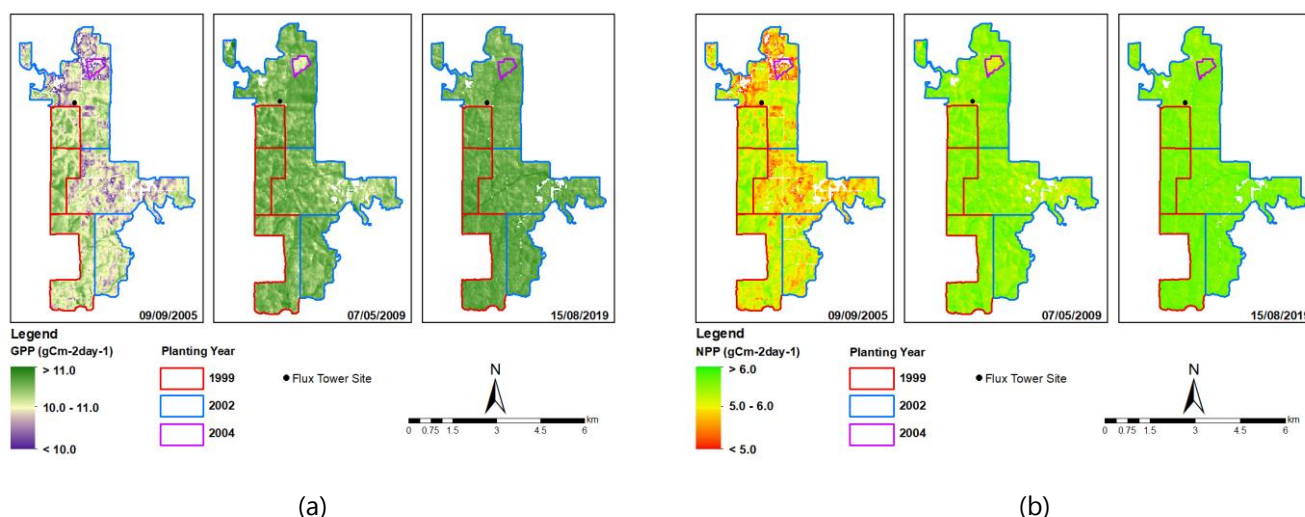 09/09/2005
07/05/2009
15/08/2019
Legend
GPP (gCm-2day-1)
> 11.0
10.0 - 11.0
< 10.0
Planting Year
1999
2002
2004
Flux Tower Site
N
km
0 0.75 1.5 3 4.5 6
(a)
09/09/2005
07/05/2009
15/08/2019
Legend
NPP (gCm-2day-1)
> 6.0
5.0 - 6.0
< 5.0
Planting Year
1999
2002
2004
Flux Tower Site
N
km
0 0.75 1.5 3 4.5 6
(b)